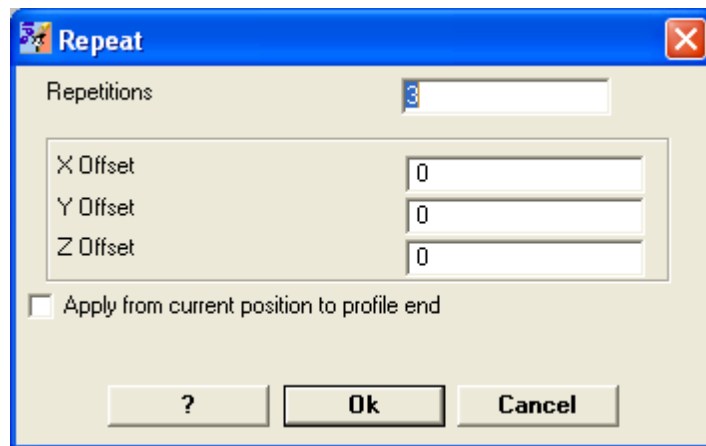 Repeat
Repetitions 3
X Offset 0
Y Offset 0
Z Offset 0
Apply from current position to profile end
? Ok Cancel